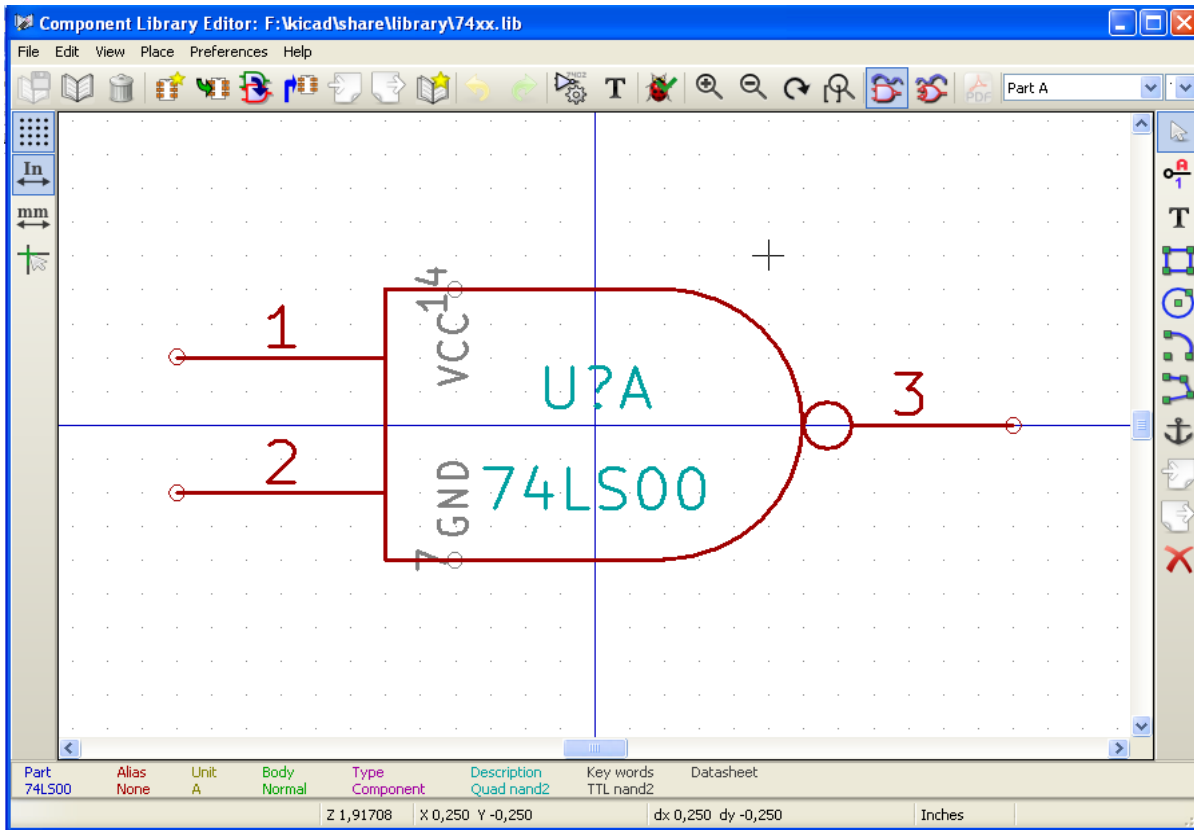 Component Library Editor: F:\kicad\share\library\74xx.lib
File Edit View Place Preferences Help
T PDF Part A
In
mm
A
1
T
14
VCC
1
U?A
3
2
GND
74LS00
7
Part Alias Unit Body Type Description Key words Datasheet
74LS00 None A Normal Component Quad nand2 TTL nand2
Z 1,91708 X 0,250 Y -0,250 dx 0,250 dy -0,250 Inches